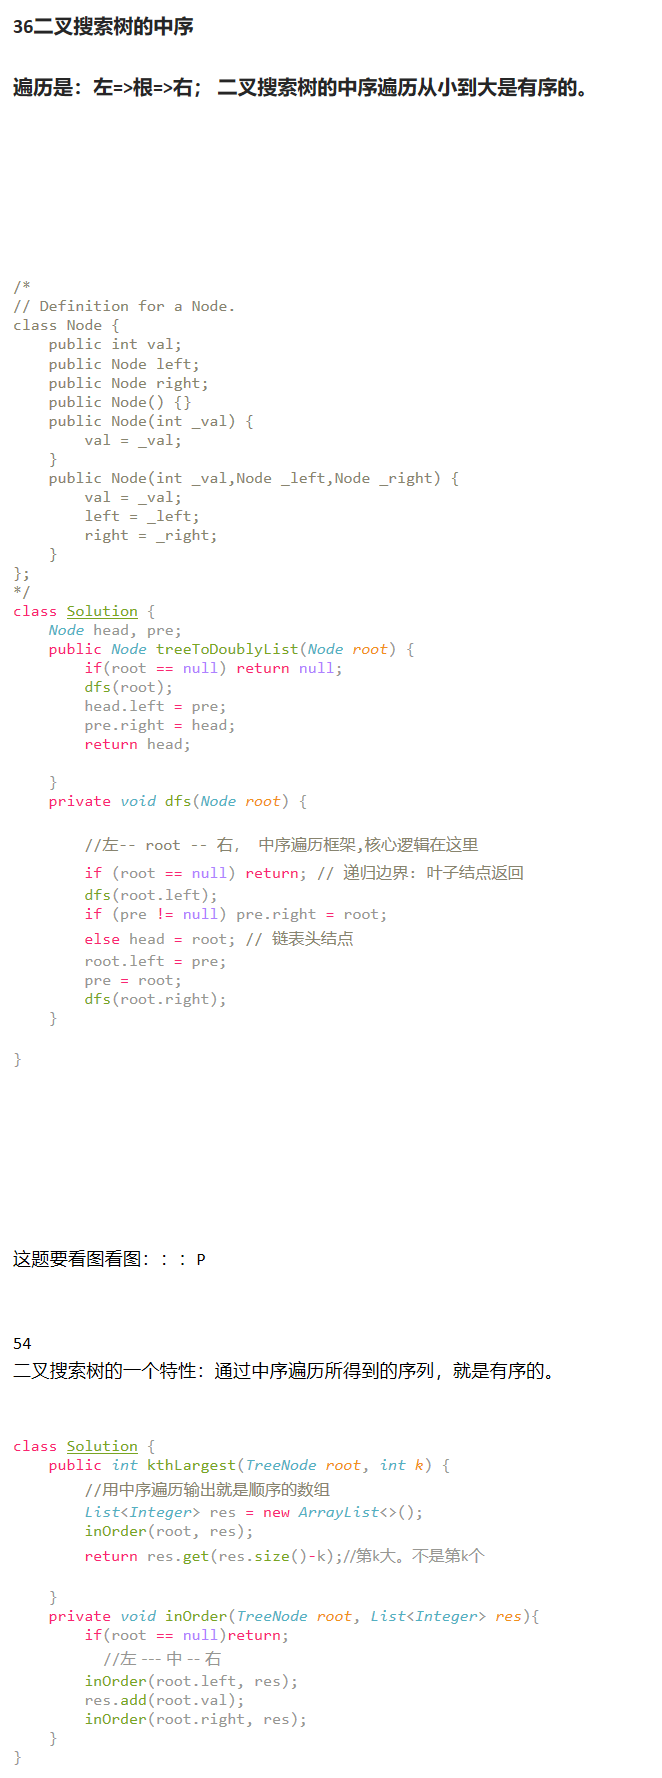 36二叉搜索树的中序
遍历是：左=>根=>右； 二叉搜索树的中序遍历从小到大是有序的。
/*
// Definition for a Node.
class Node {
    public int val;
    public Node left;
    public Node right;
    public Node() {}
    public Node(int _val) {
        val = _val;
    }
    public Node(int _val,Node _left,Node _right) {
        val = _val;
        left = _left;
        right = _right;
    }
};
*/
class Solution {
    Node head, pre;
    public Node treeToDoublyList(Node root) {
        if(root == null) return null;
        dfs(root);
        head.left = pre;
        pre.right = head;
        return head;
    }
    private void dfs(Node root) {
        //左-- root -- 右， 中序遍历框架,核心逻辑在这里
        if (root == null) return; // 递归边界: 叶子结点返回
        dfs(root.left);
        if (pre != null) pre.right = root;
        else head = root; // 链表头结点
        root.left = pre;
        pre = root;
        dfs(root.right);
    }
}
这题要看图看图：：：P
54
二叉搜索树的一个特性：通过中序遍历所得到的序列，就是有序的。
class Solution {
    public int kthLargest(TreeNode root, int k) {
        //用中序遍历输出就是顺序的数组
        List<Integer> res = new ArrayList<>();
        inOrder(root, res);
        return res.get(res.size()-k);//第k大。不是第k个
    }
    private void inOrder(TreeNode root, List<Integer> res){
        if(root == null)return;
          //左 --- 中 -- 右
        inOrder(root.left, res);
        res.add(root.val);
        inOrder(root.right, res);
    }
}